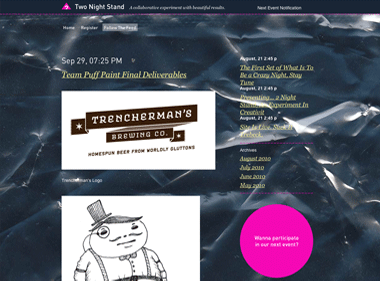 Two Night Stand
A collaborative experiment with beautiful results.
Next Event Notification
Home Register Follow The Pond
Sep 29, 07:25 PM
Team Puff Paint Final Deliverables
TRENCHERMAN'S
BREWING CO.
HOMESPUN BEER FROM WORLDLY GLUTTONS
Trencherman's Logo
August, 21 2:45 p
The First Set of What Is To
Be a Crazy Night. Stay
Tune
August, 21 2:45 p
Presenting... 2 Night
Experiment In
Creativit
August, 21 2:45 p
Site Is Live,
Archives
August 2010
July 2010
June 2010
May 2010
Wanna participate
in our next event?